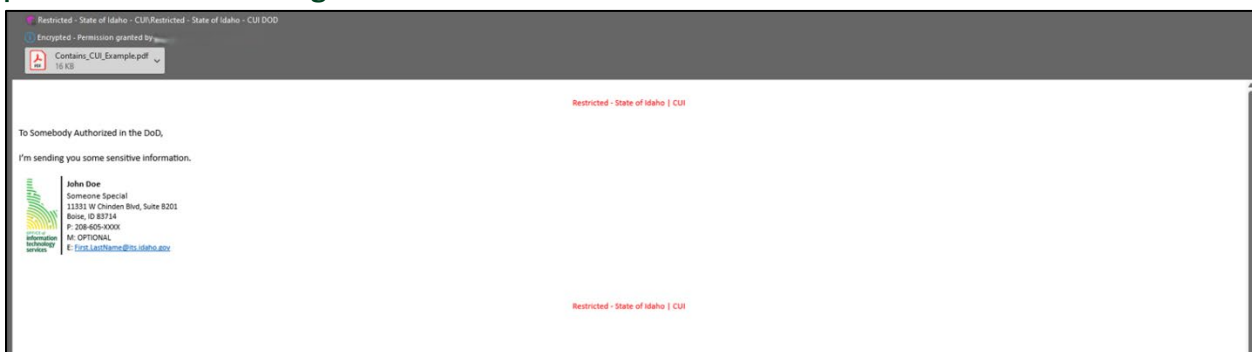 Restricted - State of Idaho - CUI\Restricted - State of Idaho - CUI DOD
Encrypted - Permission granted by
Contains_CUI_Example.pdf
16 KB
Restricted - State of Idaho | CUI
To Somebody Authorized in the DoD,
I'm sending you some sensitive information.
John Doe
Someone Special
11331 W Chinden Blvd, Suite B201
Boise, ID 83714
P: 208-605-XXXX
M: OPTIONAL
E: First.LastName@its.idaho.gov
OFFICE of
information
technology
services
Restricted - State of Idaho | CUI